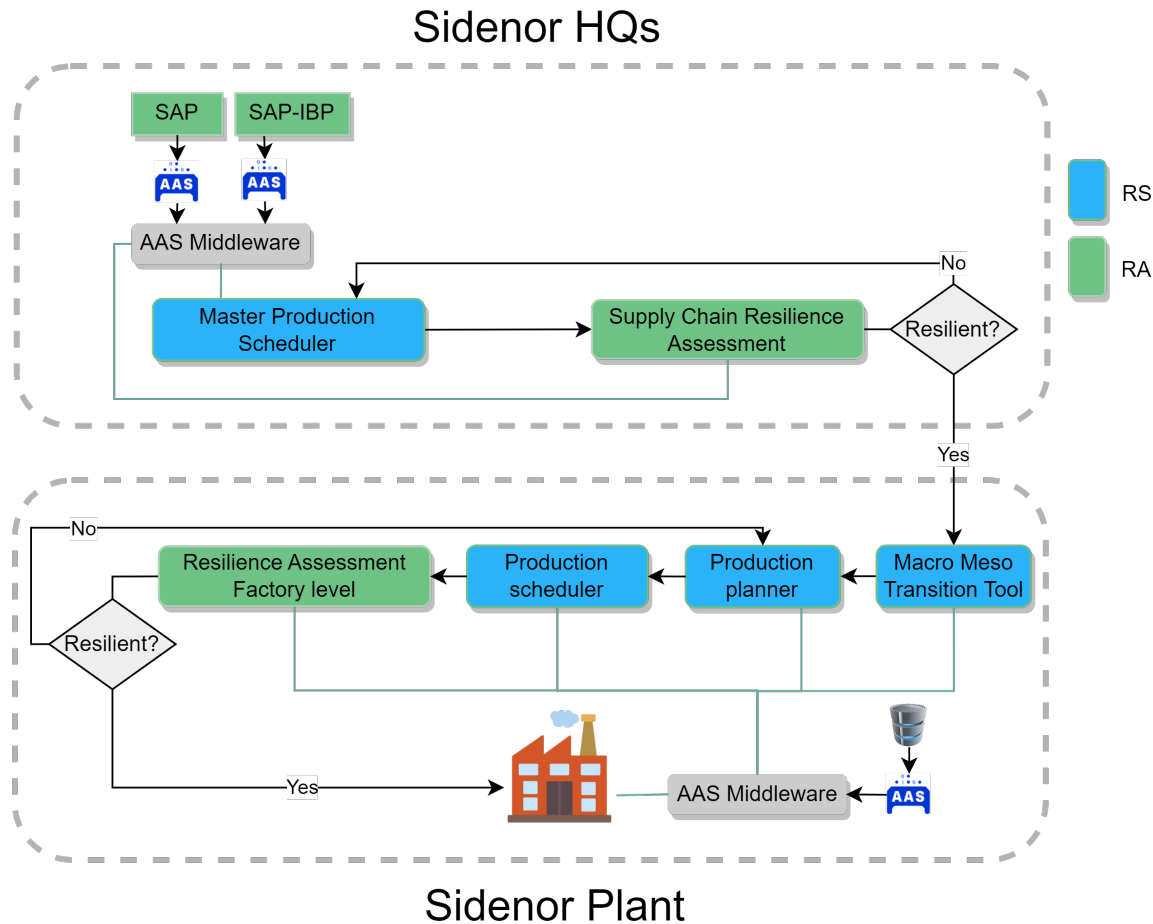 Sidenor HQs
SAP
SAP-IBP
AAS
AAS
AAS Middleware
RS
RA
No
Master Production
Scheduler
Supply Chain Resilience
Assessment
Resilient?
Yes
No
Resilience Assessment
Factory level
Production
scheduler
Production
planner
Macro Meso
Transition Tool
Resilient?
Yes
AAS Middleware
AAS
Sidenor Plant